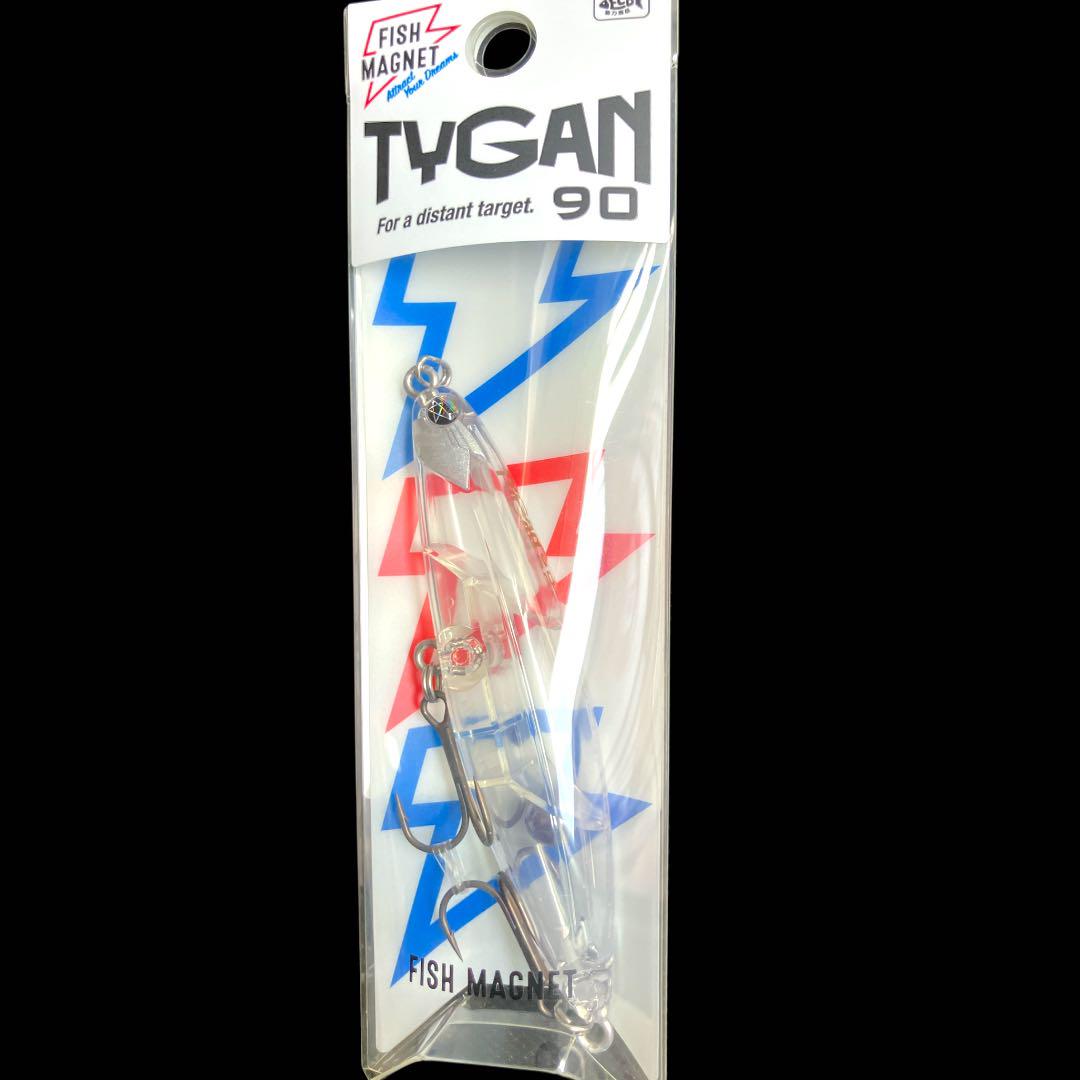 FISH
MAGNET
Attract
Your Dreams
TYGAN
90
For a distant target.
FISH MAGNET